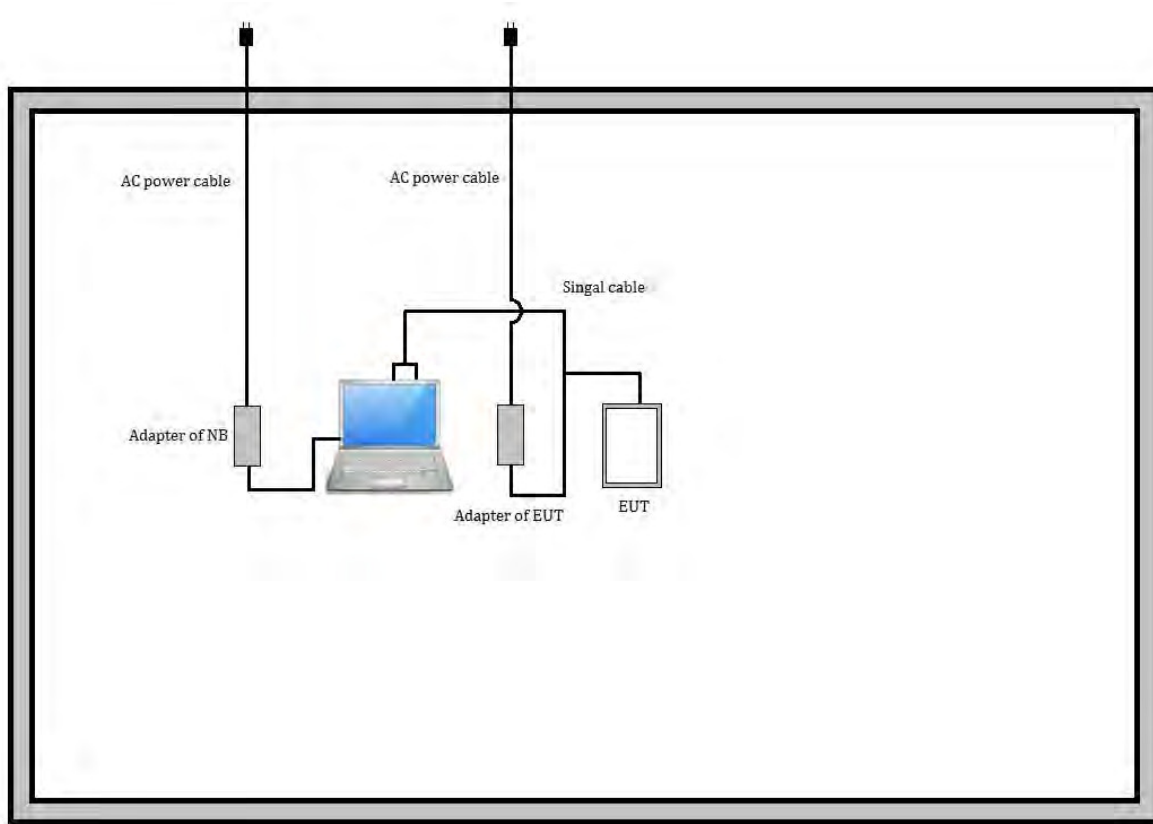 AC power cable
AC power cable
Singal cable
Adapter of NB
Adapter of EUT
EUT